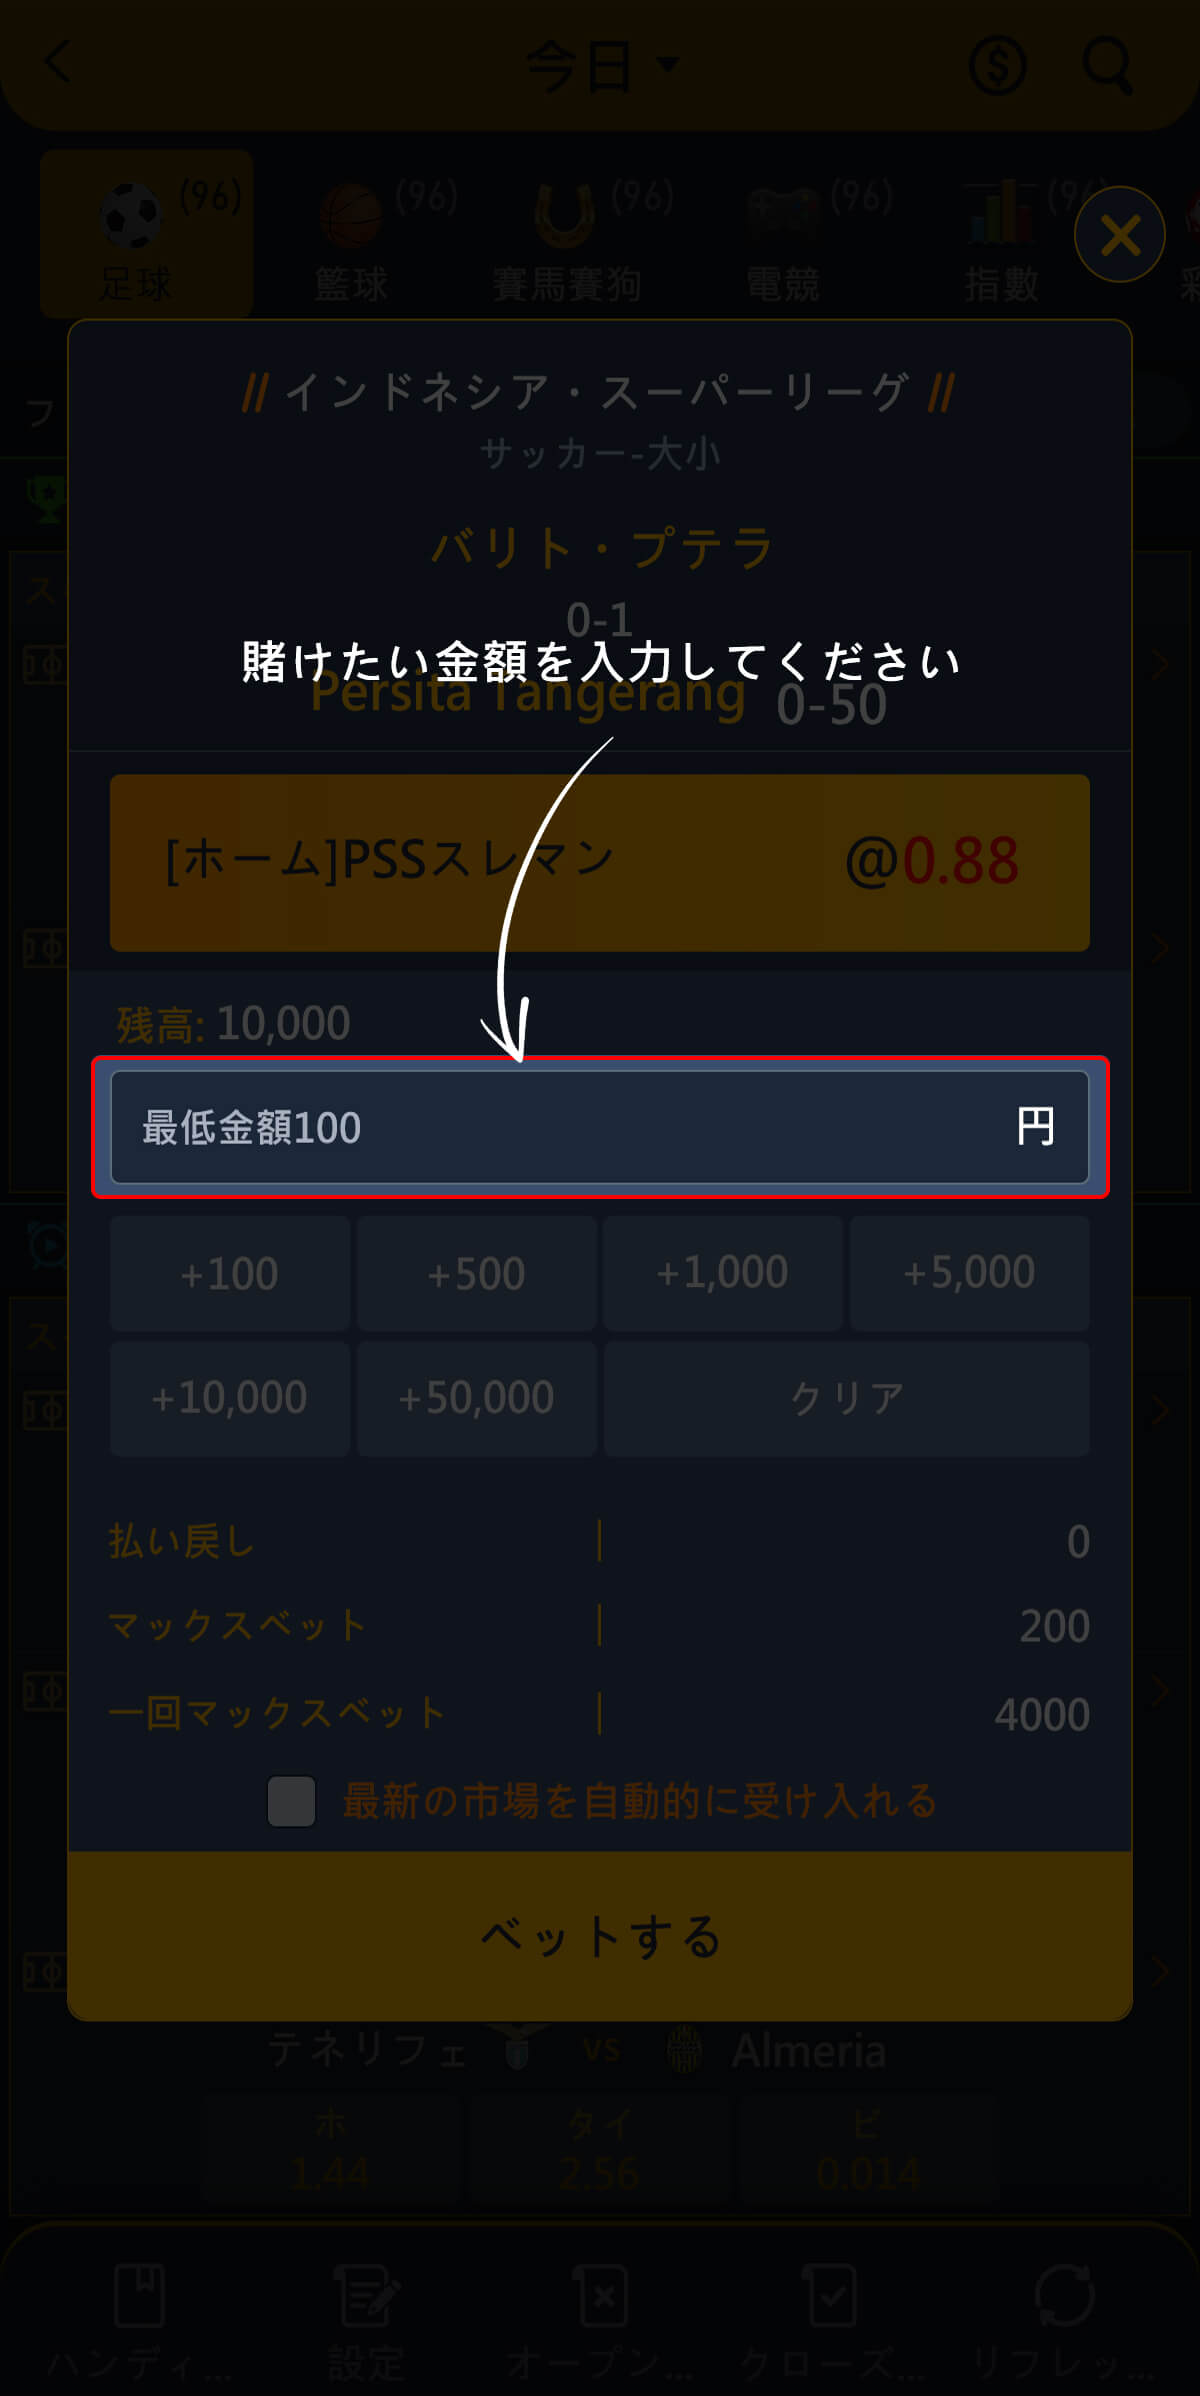 今日
(96) (96) (96) (96) (96)
足球 籃球 賽馬賽狗 電競 指數
// インドネシア・スーパーリーグ //
サッカー-大小
バリト・プテラ
0-1
賭けたい金額を入力してください
Persita Tangerang 0-50
[ホーム]PSSスレマン @0.88
残高: 10,000
最低金額100 円
+100 +500 +1,000 +5,000
+10,000 +50,000 クリア
払い戻し | 0
マックスベット | 200
一回マックスベット | 4000
最新の市場を自動的に受け入れる
ベットする
テネリフェ vs Almeria
ホ タイ ビ
1.44 2.56 0.014
ハンディ... 設定 オープン... クローズ... リフレッ...